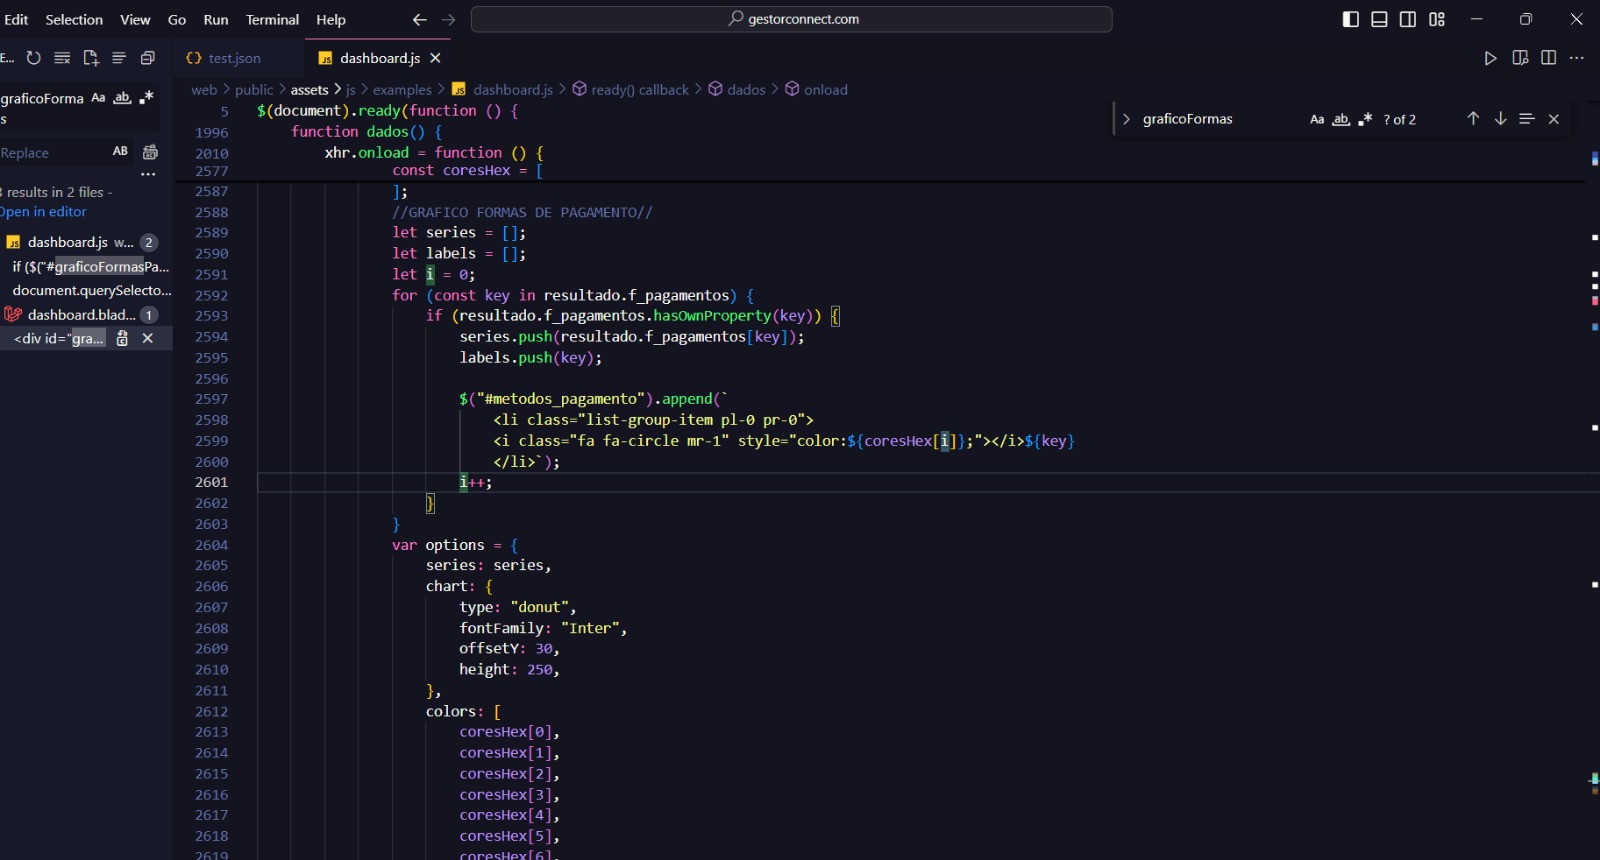 Edit Selection View Go Run Terminal Help gestorconnect.com
E... test.json dashboard.js
graficoForma Aa ab .*
s
Replace AB
...
results in 2 files -
Open in editor
dashboard.js w... 2
if ($("#graficoFormasPa...
document.querySelecto...
dashboard.blad... 1
<div id="gra...
web > public > assets > js > examples > dashboard.js > ready() callback > dados > onload
graficoFormas Aa ab .* ? of 2
5 $(document).ready(function () {
1996 function dados() {
2010 xhr.onload = function () {
2577 const coresHex = [
2587 ];
2588 //GRAFICO FORMAS DE PAGAMENTO//
2589 let series = [];
2590 let labels = [];
2591 let i = 0;
2592 for (const key in resultado.f_pagamentos) {
2593 if (resultado.f_pagamentos.hasOwnProperty(key)) {
2594 series.push(resultado.f_pagamentos[key]);
2595 labels.push(key);
2596
2597 $("#metodos_pagamento").append(`
2598 <li class="list-group-item pl-0 pr-0">
2599 <i class="fa fa-circle mr-1" style="color:${coresHex[i]};"></i>${key}
2600 </li>`);
2601 i++;
2602 }
2603 }
2604 var options = {
2605 series: series,
2606 chart: {
2607 type: "donut",
2608 fontFamily: "Inter",
2609 offsetY: 30,
2610 height: 250,
2611 },
2612 colors: [
2613 coresHex[0],
2614 coresHex[1],
2615 coresHex[2],
2616 coresHex[3],
2617 coresHex[4],
2618 coresHex[5],
2619 coresHex[6],